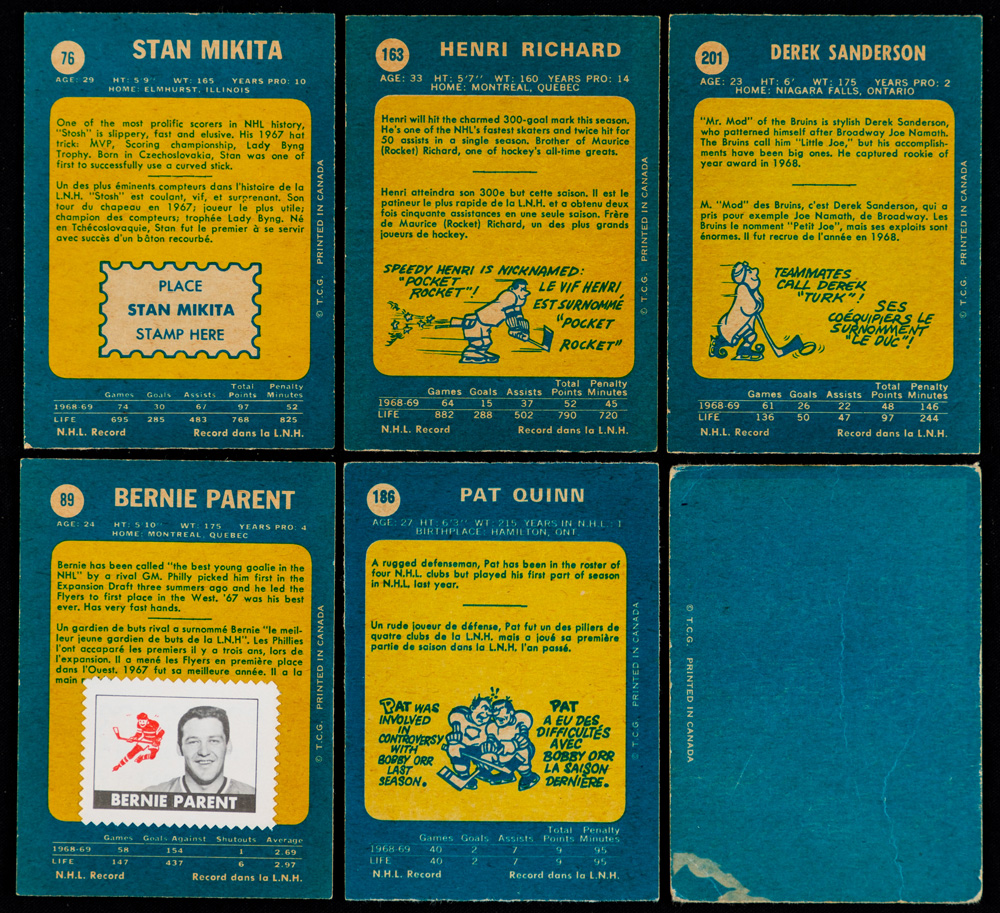 76
STAN MIKITA
AGE: 29 HT: 5'9" WT: 165 YEARS PRO: 10
HOME: ELMHURST, ILLINOIS
One of the most prolific scorers in NHL history,
"Stosh" is slippery, fast and elusive. His 1967 hat
trick: MVP, Scoring championship, Lady Byng
Trophy. Born in Czechoslovakia, Stan was one of
first to successfully use a curved stick.
Un des plus éminents compteurs dans l'histoire de la
L.N.H. "Stosh" est coulant, vif, et surprenant. Son
tour du chapeau en 1967; joueur le plus utile;
champion des compteurs; trophée Lady Byng. Né
en Tchécoslovaquie, Stan fut le premier à se servir
avec succès d'un bâton recourbé.
PLACE
STAN MIKITA
STAMP HERE
Games Goals Assists Total Points Penalty Minutes
1968-69 74 30 67 97 52
LIFE 695 285 483 768 825
N.H.L. Record Record dans la L.N.H.
© T.C.G. PRINTED IN CANADA
163
HENRI RICHARD
AGE: 33 HT: 5'7" WT: 160 YEARS PRO: 14
HOME: MONTREAL, QUEBEC
Henri will hit the charmed 300-goal mark this season.
He's one of the NHL's fastest skaters and twice hit for
50 assists in a single season. Brother of Maurice
(Rocket) Richard, one of hockey's all-time greats.
Henri atteindra son 300e but cette saison. Il est le
patineur le plus rapide de la L.N.H. et a obtenu deux
fois cinquante assistances en une seule saison. Frère
de Maurice (Rocket) Richard, un des plus grands
joueurs de hockey.
SPEEDY HENRI IS NICKNAMED:
"POCKET
ROCKET"!
LE VIF HENRI
EST SURNOMMÉ
"POCKET
ROCKET"
Games Goals Assists Total Points Penalty Minutes
1968-69 64 15 37 52 45
LIFE 882 288 502 790 720
N.H.L. Record Record dans la L.N.H.
© T.C.G. PRINTED IN CANADA
201
DEREK SANDERSON
AGE: 23 HT: 6' WT: 175 YEARS PRO: 2
HOME: NIAGARA FALLS, ONTARIO
"Mr. Mod" of the Bruins is stylish Derek Sanderson,
who patterned himself after Broadway Joe Namath.
The Bruins call him "Little Joe," but his accomplish-
ments have been big ones. He captured rookie of
year award in 1968.
M. "Mod" des Bruins, c'est Derek Sanderson, qui a
pris pour exemple Joe Namath, de Broadway. Les
Bruins le nomment "Petit Joe", mais ses exploits sont
énormes. Il fut recrue de l'année en 1968.
TEAMMATES
CALL DEREK
"TURK"!
SES
COÉQUIPIERS LE
SURNOMMENT
"LE DUC"!
Games Goals Assists Total Points Penalty Minutes
1968-69 61 26 22 48 146
LIFE 136 50 47 97 244
N.H.L. Record Record dans la L.N.H.
© T.C.G. PRINTED IN CANADA
89
BERNIE PARENT
AGE: 24 HT: 5'10" WT: 175 YEARS PRO: 4
HOME: MONTREAL, QUEBEC
Bernie has been called "the best young goalie in the
NHL" by a rival GM. Philly picked him first in the
Expansion Draft three summers ago and he led the
Flyers to first place in the West. '67 was his best
ever. Has very fast hands.
Un gardien de buts rival a surnommé Bernie "le meil-
leur jeune gardien de buts de la L.N.H". Les Phillies
l'ont accaparé les premiers il y a trois ans, lors de
l'expansion. Il a mené les Flyers en première place
dans l'Ouest. 1967 fut sa meilleure année. Il a la
main
BERNIE PARENT
Games Goals Against Shutouts Average
1968-69 58 154 1 2.69
LIFE 147 437 6 2.97
N.H.L. Record Record dans la L.N.H.
© T.C.G. PRINTED IN CANADA
186
PAT QUINN
AGE: 27 HT: 6'3" WT: 215 YEARS IN N.H.L.: 1
BIRTHPLACE: HAMILTON, ONT.
A rugged defenseman, Pat has been in the roster of
four N.H.L. clubs but played his first part of season
in N.H.L. last year.
Un rude joueur de défense, Pat fut un des piliers de
quatre clubs de la L.N.H. mais a joué sa première
partie de saison dans la L.N.H. l'an passé.
PAT WAS
INVOLVED
IN
CONTROVERSY
WITH
BOBBY ORR
LAST
SEASON.
PAT
A EU DES
DIFFICULTÉS
AVEC
BOBBY ORR
LA SAISON
DERNIÈRE.
Games Goals Assists Total Points Penalty Minutes
1968-69 40 2 7 9 95
LIFE 40 2 7 9 95
N.H.L. Record Record dans la L.N.H.
© T.C.G. PRINTED IN CANADA
© T.C.G. PRINTED IN CANADA